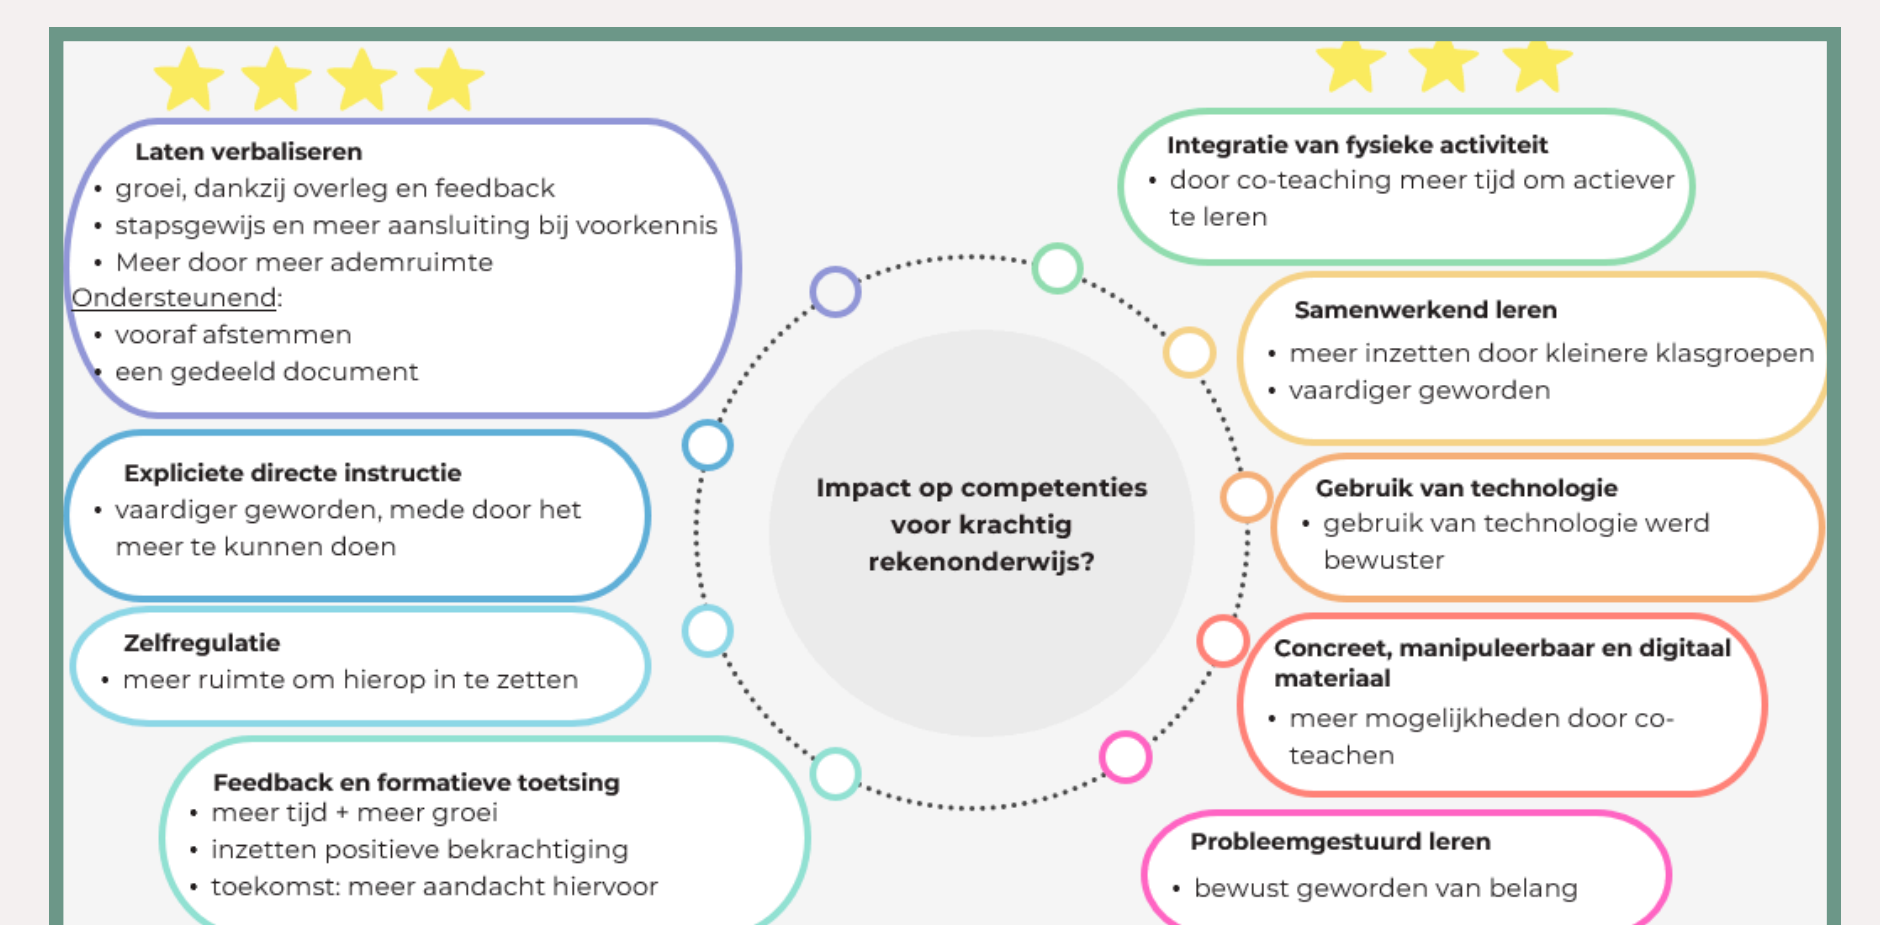 Laten verbaliseren
• groei, dankzij overleg en feedback
• stapsgewijs en meer aansluiting bij voorkennis
• Meer door meer ademruimte
Ondersteunend:
• vooraf afstemmen
• een gedeeld document
Expliciete directe instructie
• vaardiger geworden, mede door het
meer te kunnen doen
Zelfregulatie
• meer ruimte om hierop in te zetten
Feedback en formatieve toetsing
• meer tijd + meer groei
• inzetten positieve bekrachtiging
• toekomst: meer aandacht hiervoor
Impact op competenties
voor krachtig
rekenonderwijs?
Integratie van fysieke activiteit
• door co-teaching meer tijd om actiever
te leren
Samenwerkend leren
• meer inzetten door kleinere klasgroepen
• vaardiger geworden
Gebruik van technologie
• gebruik van technologie werd
bewuster
Concreet, manipuleerbaar en digitaal
materiaal
• meer mogelijkheden door co-
teachen
Probleemgestuurd leren
• bewust geworden van belang